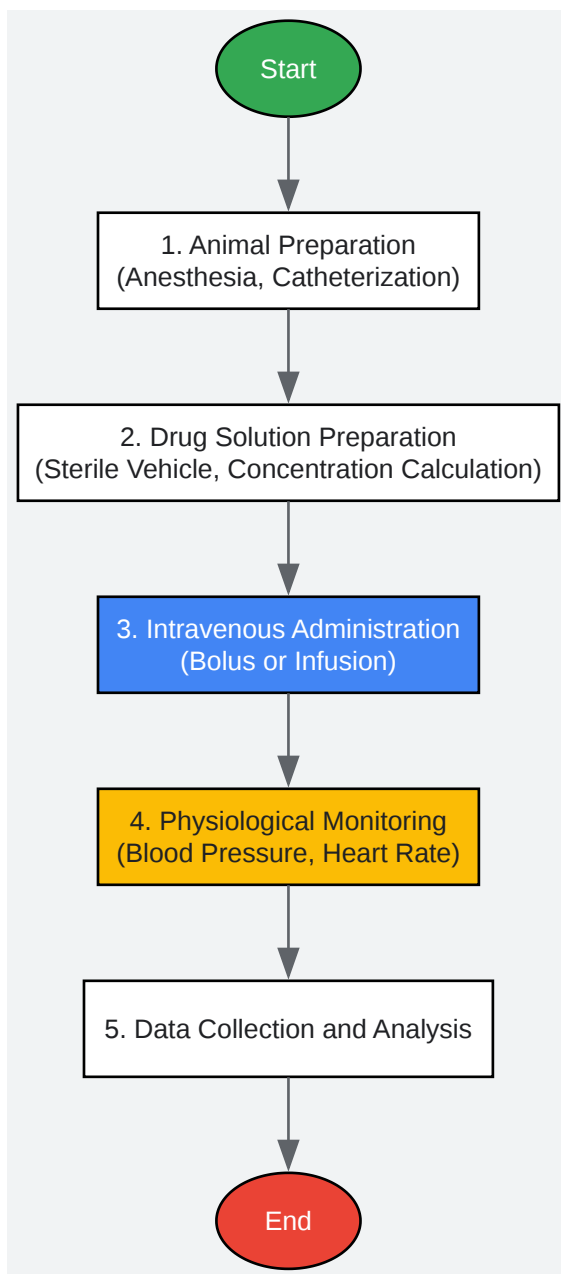 Start
1. Animal Preparation
(Anesthesia, Catheterization)
2. Drug Solution Preparation
(Sterile Vehicle, Concentration Calculation)
3. Intravenous Administration
(Bolus or Infusion)
4. Physiological Monitoring
(Blood Pressure, Heart Rate)
5. Data Collection and Analysis
End